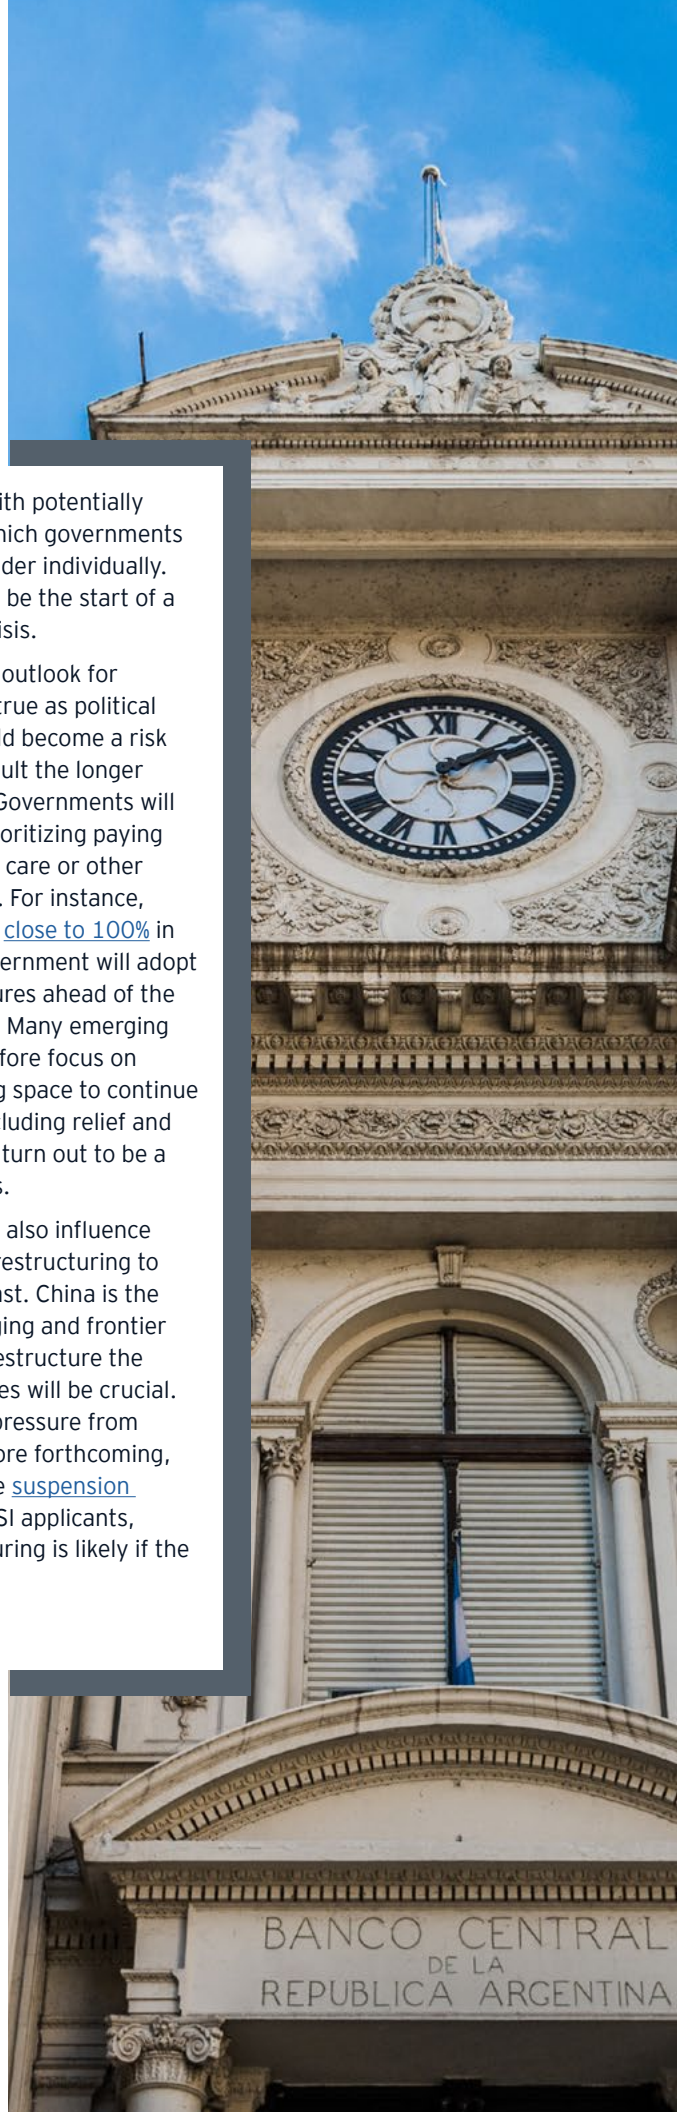 ith potentially
hich governments
der individually.
be the start of a
isis.
outlook for
true as political
ld become a risk
ult the longer
Governments will
oritizing paying
care or other
. For instance,
close to 100% in
ernment will adopt
ures ahead of the
Many emerging
fore focus on
g space to continue
cluding relief and
turn out to be a
s.
also influence
restructuring to
ast. China is the
ging and frontier
estructure the
es will be crucial.
pressure from
ore forthcoming,
e suspension
SI applicants,
uring is likely if the
XII
BANCO CENTRAL
DE LA
REPUBLICA ARGENTINA